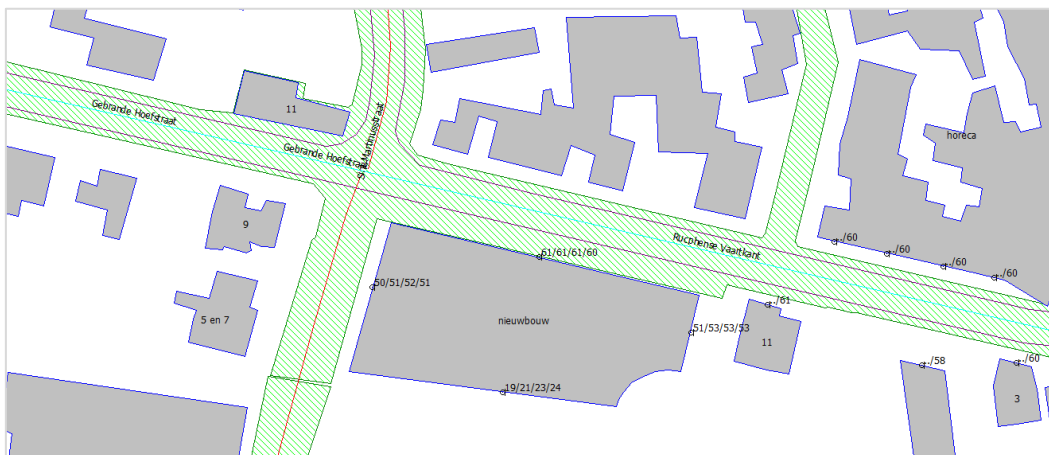 Gebrande Hoefstraat
11
Gebrande Hoefstraat
Martinusstraat
horeca
9
Rucphense Vaartkant
61/61/61/60
../60
../60
../60
../60
50/51/52/51
5 en 7
nieuwbouw
../61
51/53/53/53
11
../58
../60
19/21/23/24
3